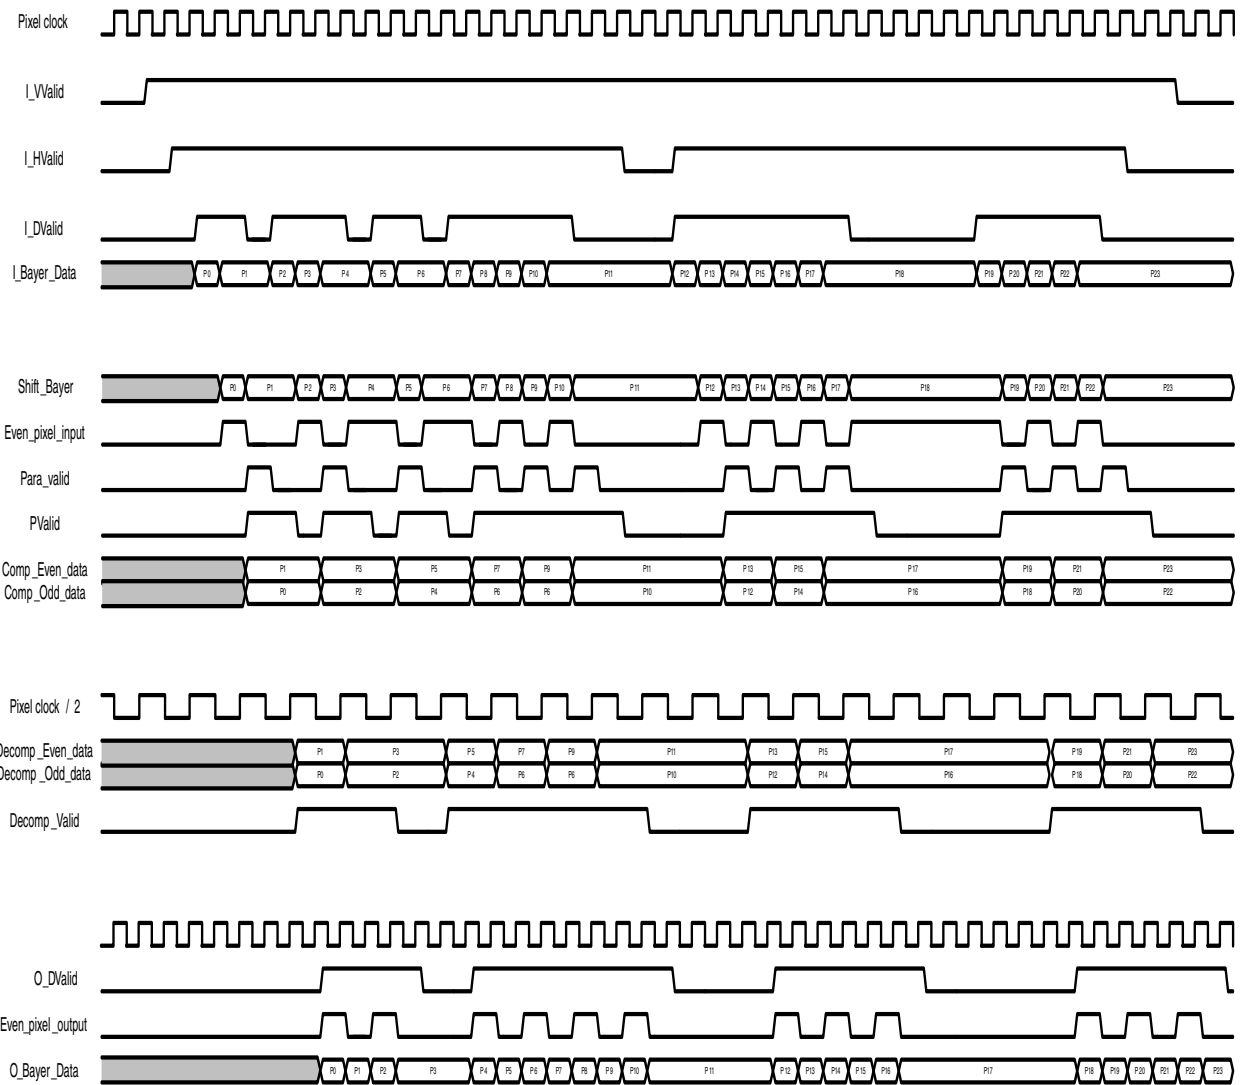 Pixel clock
I_VValid
I_HValid
I_DValid
I_Bayer_Data P0 P1 P2 P3 P4 P5 P6 P7 P8 P9 P10 P11 P12 P13 P14 P15 P16 P17 P18 P19 P20 P21 P22 P23
Shift_Bayer P0 P1 P2 P3 P4 P5 P6 P7 P8 P9 P10 P11 P12 P13 P14 P15 P16 P17 P18 P19 P20 P21 P22 P23
Even_pixel_input
Para_valid
PValid
Comp_Even_data P1 P3 P5 P7 P9 P11 P13 P15 P17 P19 P21 P23
Comp_Odd_data P0 P2 P4 P6 P6 P10 P12 P14 P16 P18 P20 P22
Pixel clock / 2
Decomp_Even_data P1 P3 P5 P7 P9 P11 P13 P15 P17 P19 P21 P23
Decomp_Odd_data P0 P2 P4 P6 P6 P10 P12 P14 P16 P18 P20 P22
Decomp_Valid
O_DValid
Even_pixel_output
O_Bayer_Data P0 P1 P2 P3 P4 P5 P6 P7 P8 P9 P10 P11 P12 P13 P14 P15 P16 P17 P18 P19 P20 P21 P22 P23